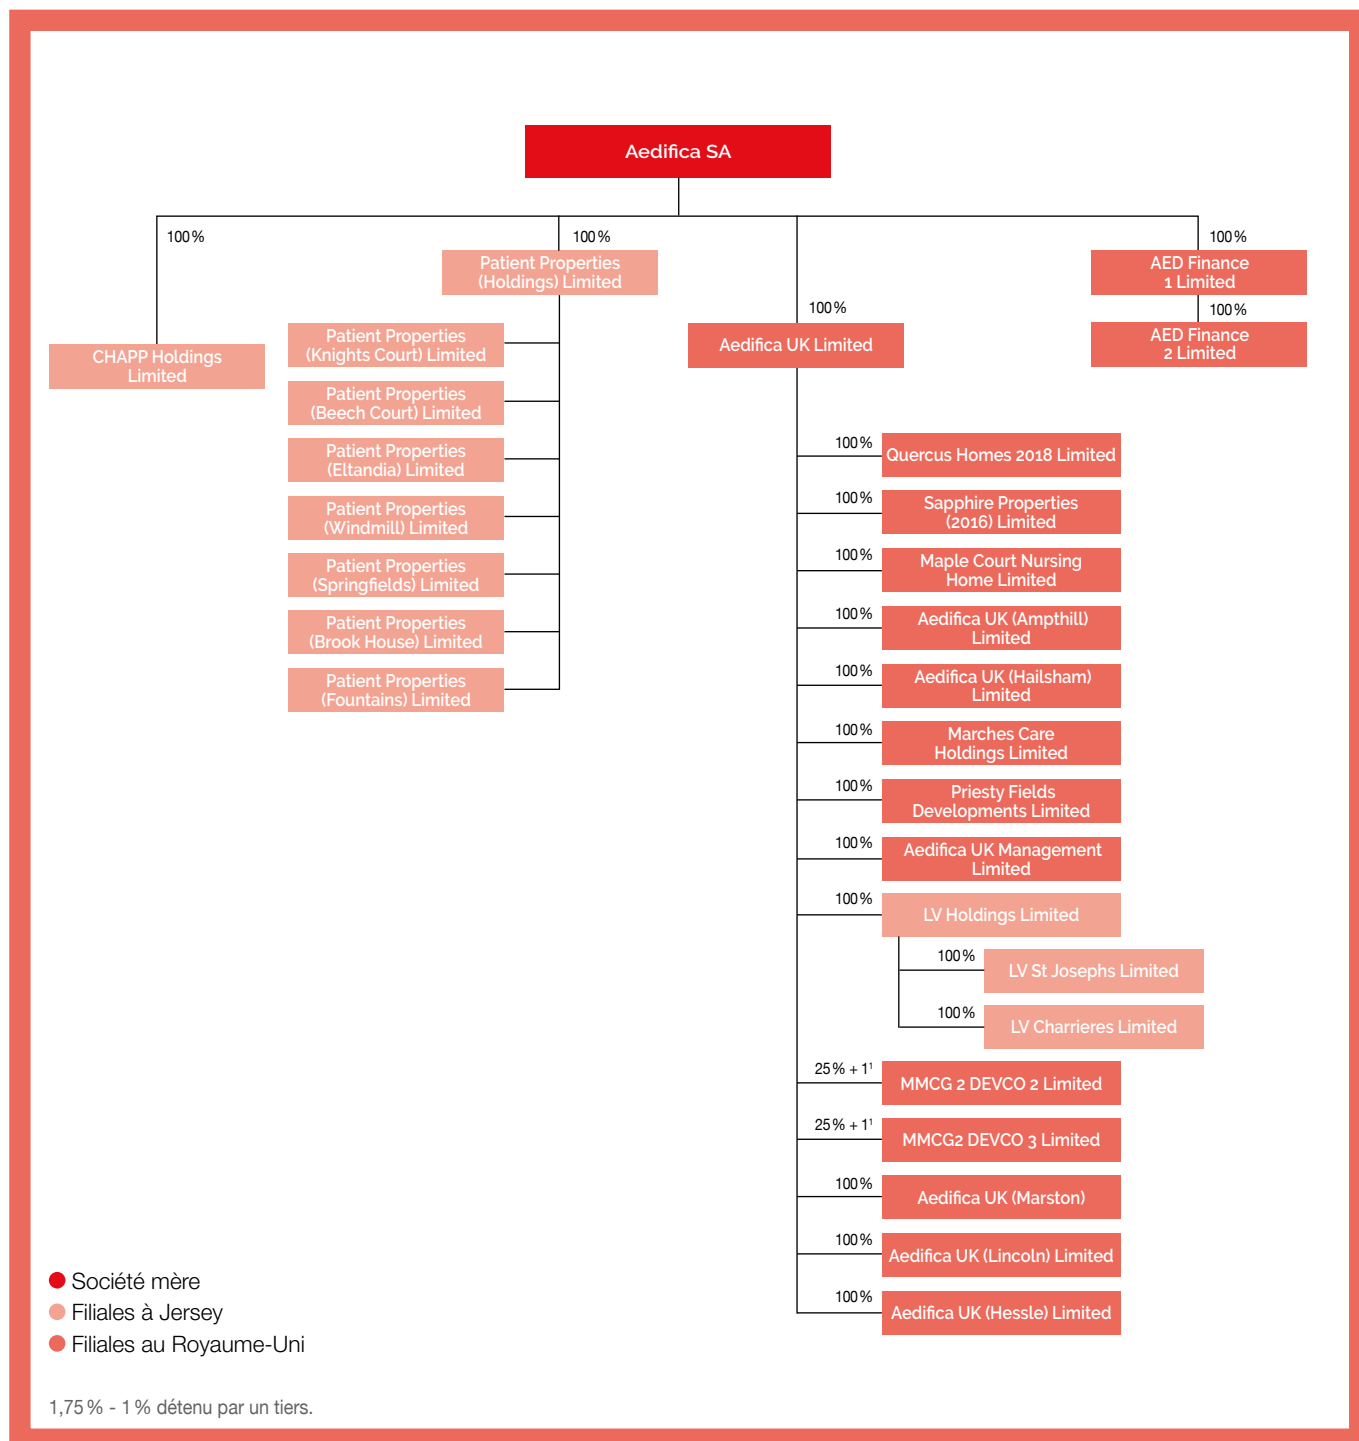 Aedifica SA
100 %
100 %
100 %
100 %
Patient Properties
(Holdings) Limited
AED Finance
1 Limited
100 %
AED Finance
2 Limited
CHAPP Holdings
Limited
Patient Properties
(Knights Court) Limited
Patient Properties
(Beech Court) Limited
Patient Properties
(Eltandia) Limited
Patient Properties
(Windmill) Limited
Patient Properties
(Springfields) Limited
Patient Properties
(Brook House) Limited
Patient Properties
(Fountains) Limited
Aedifica UK Limited
100 %
Quercus Homes 2018 Limited
100 %
Sapphire Properties
(2016) Limited
100 %
Maple Court Nursing
Home Limited
100 %
Aedifica UK (Ampthill)
Limited
100 %
Aedifica UK (Hailsham)
Limited
100 %
Marches Care
Holdings Limited
100 %
Priesty Fields
Developments Limited
100 %
Aedifica UK Management
Limited
100 %
LV Holdings Limited
100 %
LV St Josephs Limited
100 %
LV Charrieres Limited
25 % + 1¹
MMCG 2 DEVCO 2 Limited
25 % + 1¹
MMCG2 DEVCO 3 Limited
100 %
Aedifica UK (Marston)
100 %
Aedifica UK (Lincoln) Limited
100 %
Aedifica UK (Hessle) Limited
Société mère
Filiales à Jersey
Filiales au Royaume-Uni
1,75 % - 1 % détenu par un tiers.